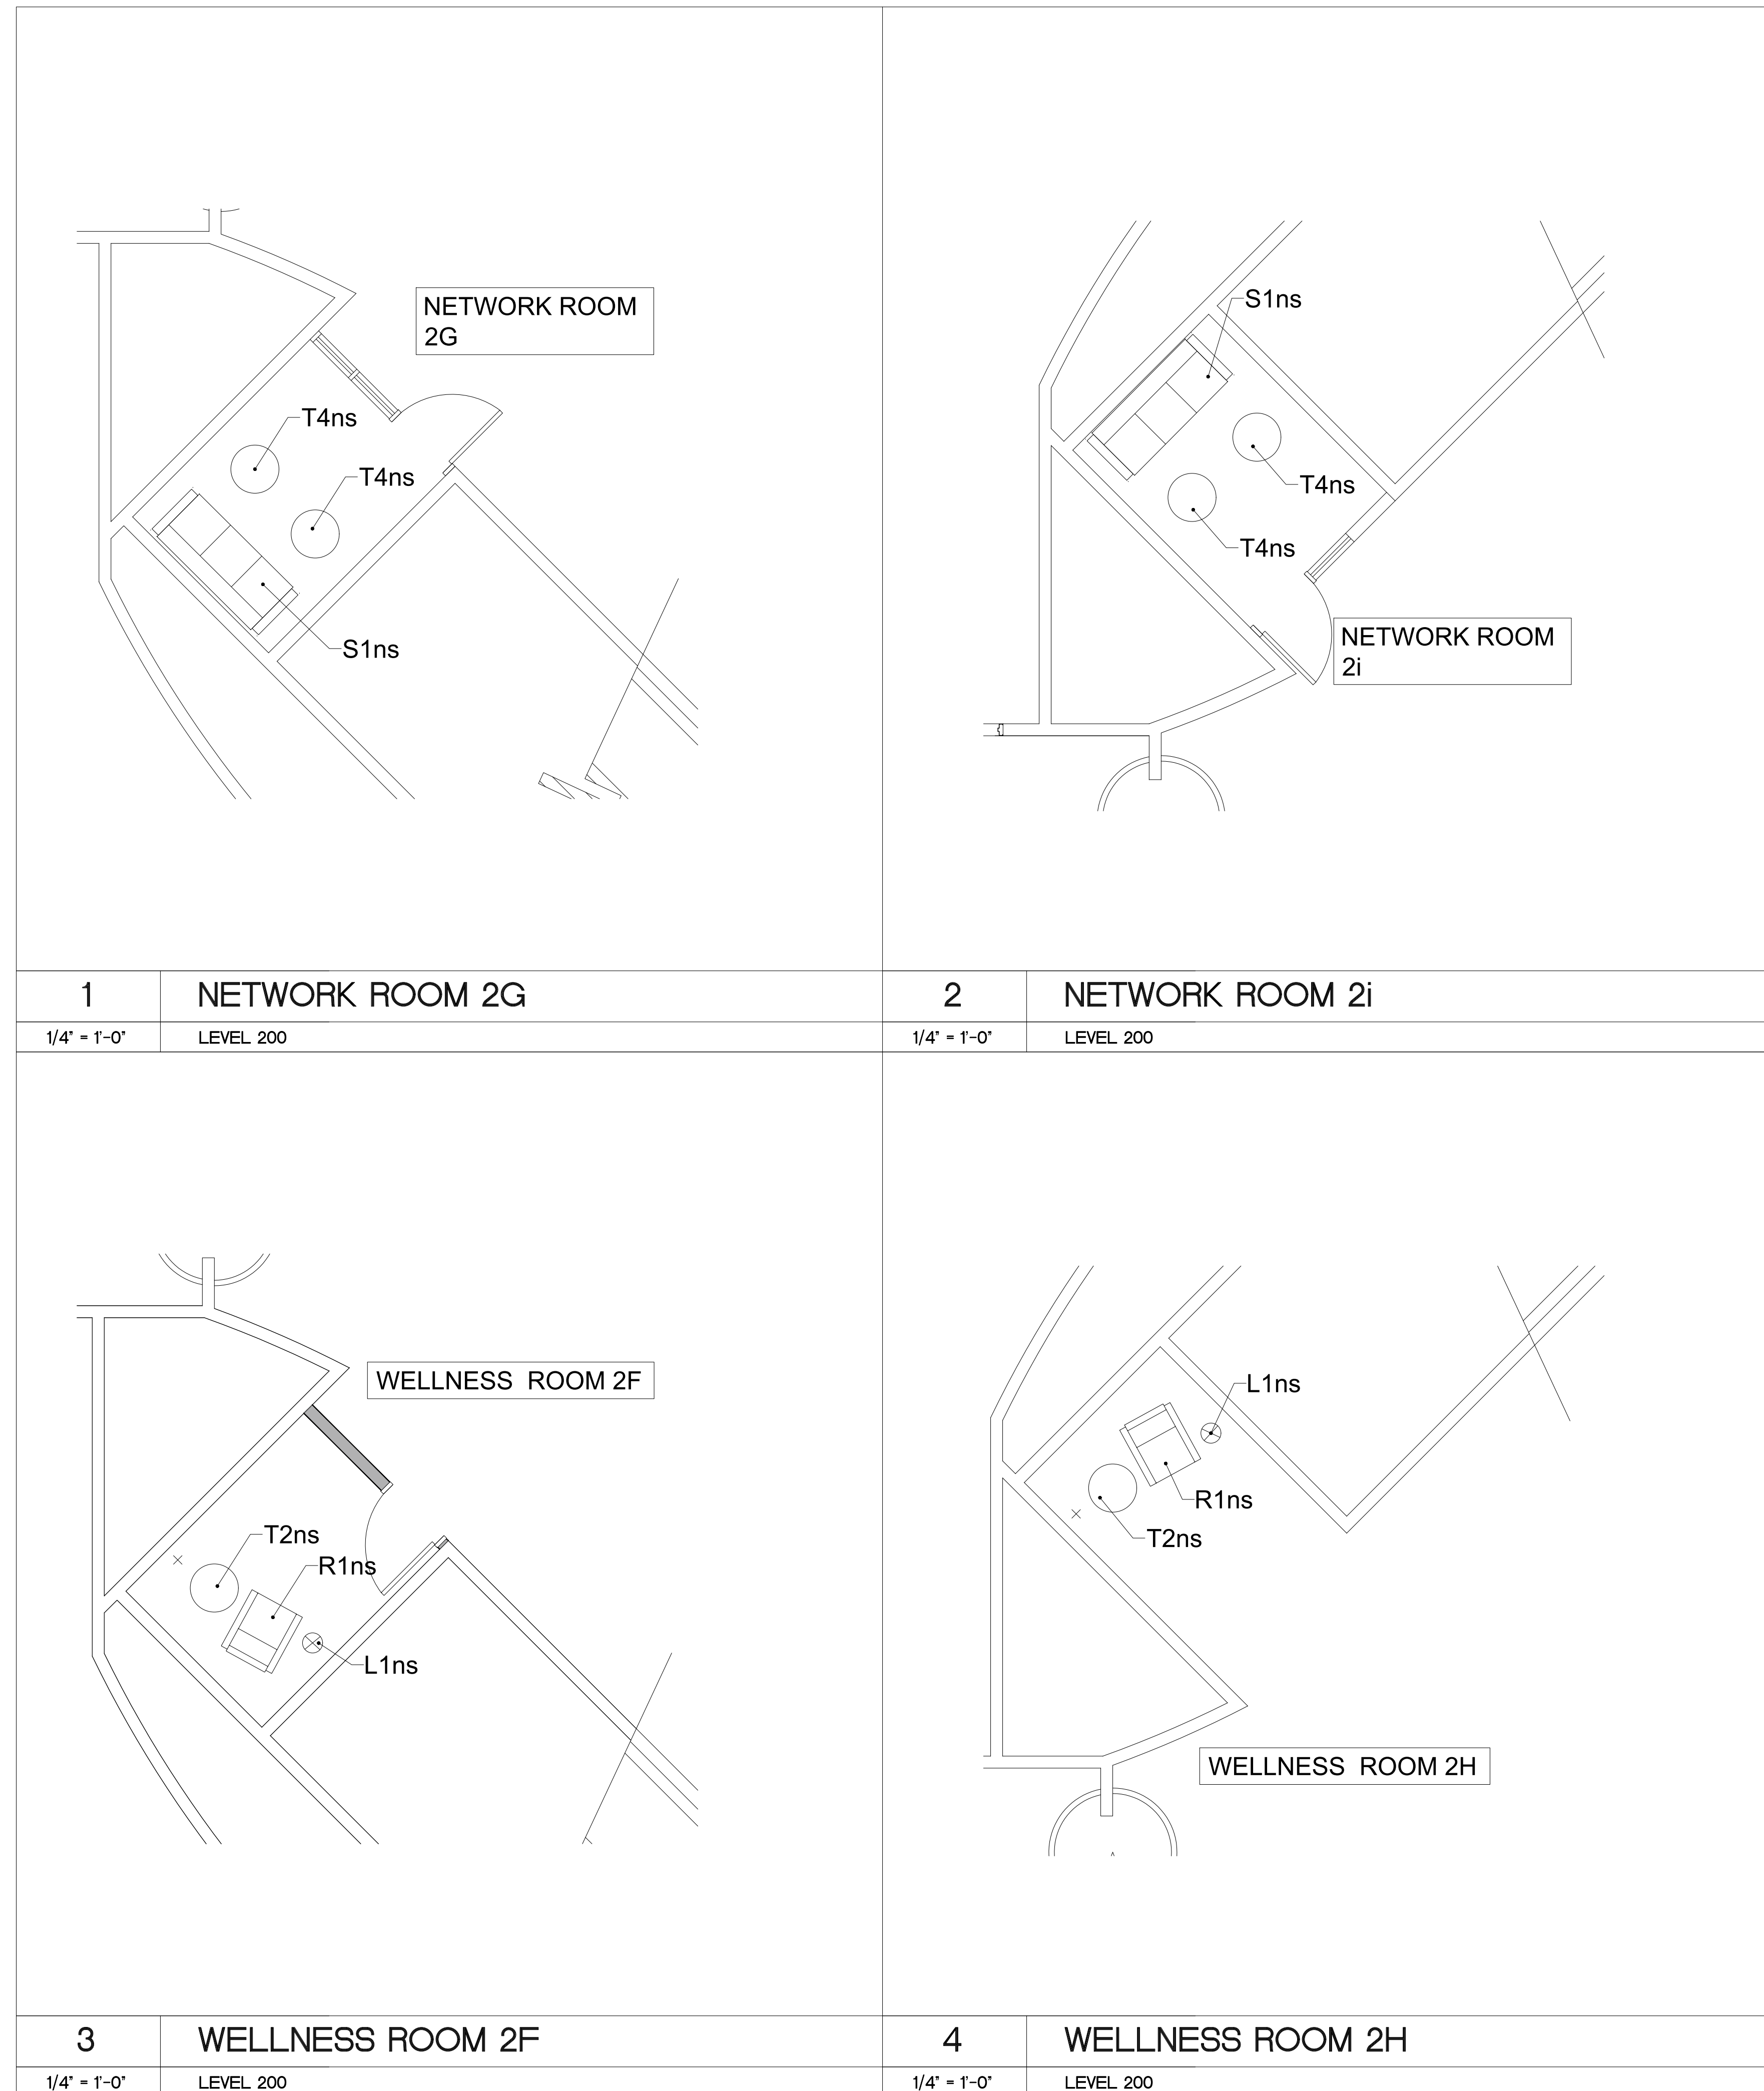 NETWORK ROOM
2G
T4ns
T4ns
S1ns
1
NETWORK ROOM 2G
1/4" = 1'-0"
LEVEL 200
S1ns
T4ns
T4ns
NETWORK ROOM
2i
2
NETWORK ROOM 2i
1/4" = 1'-0"
LEVEL 200
WELLNESS  ROOM 2F
T2ns
R1ns
L1ns
3
WELLNESS ROOM 2F
1/4" = 1'-0"
LEVEL 200
L1ns
R1ns
T2ns
WELLNESS  ROOM 2H
4
WELLNESS ROOM 2H
1/4" = 1'-0"
LEVEL 200